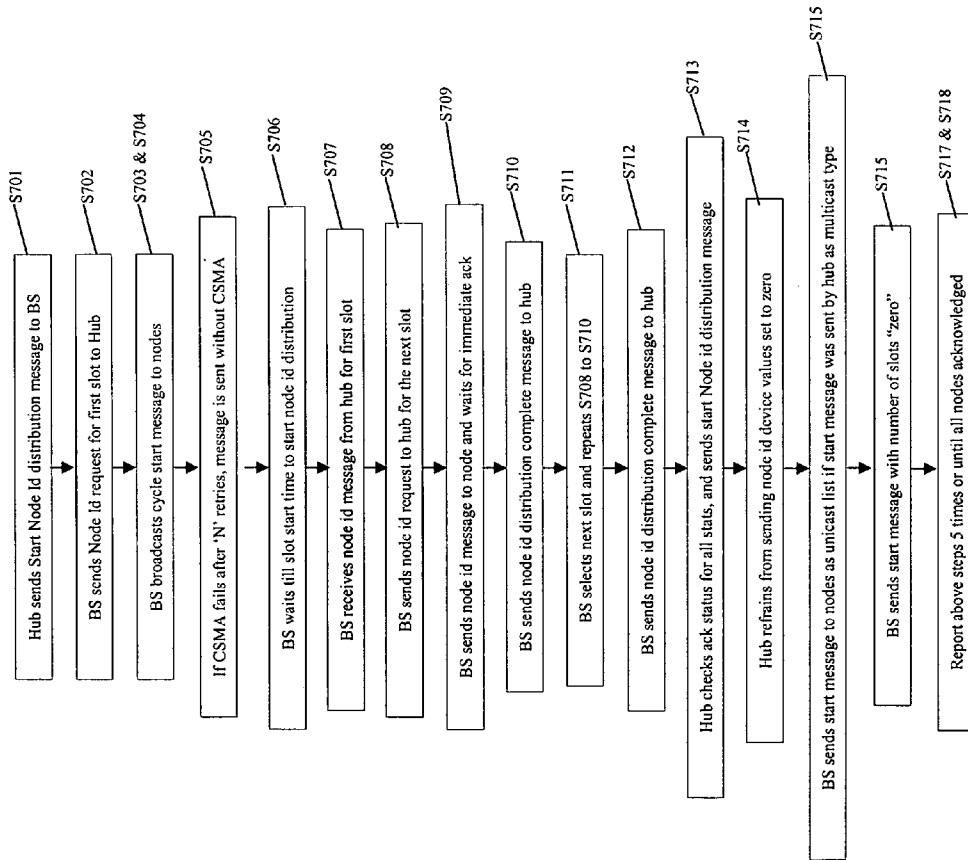 Hub sends Start Node Id distribution message to BS
S701
BS sends Node Id request for first slot to Hub
S702
BS broadcasts cycle start message to nodes
S703 & S704
If CSMA fails after 'N' retries, message is sent without CSMA
S705
BS waits till slot start time to start node id distribution
S706
BS receives node id message from hub for first slot
S707
BS sends node id request to hub for the next slot
S708
BS sends node id message to node and waits for immediate ack
S709
BS sends node id distribution complete message to hub
S710
BS selects next slot and repeats S708 to S710
S711
BS sends node id distribution complete message to hub
S712
Hub checks ack status for all stats, and sends start Node id distribution message
S713
Hub refrains from sending node id device values set to zero
S714
BS sends start message to nodes as unicast list if start message was sent by hub as multicast type
S715
BS sends start message with number of slots "zero"
S715
Report above steps 5 times or until all nodes acknowledged
S717 & S718